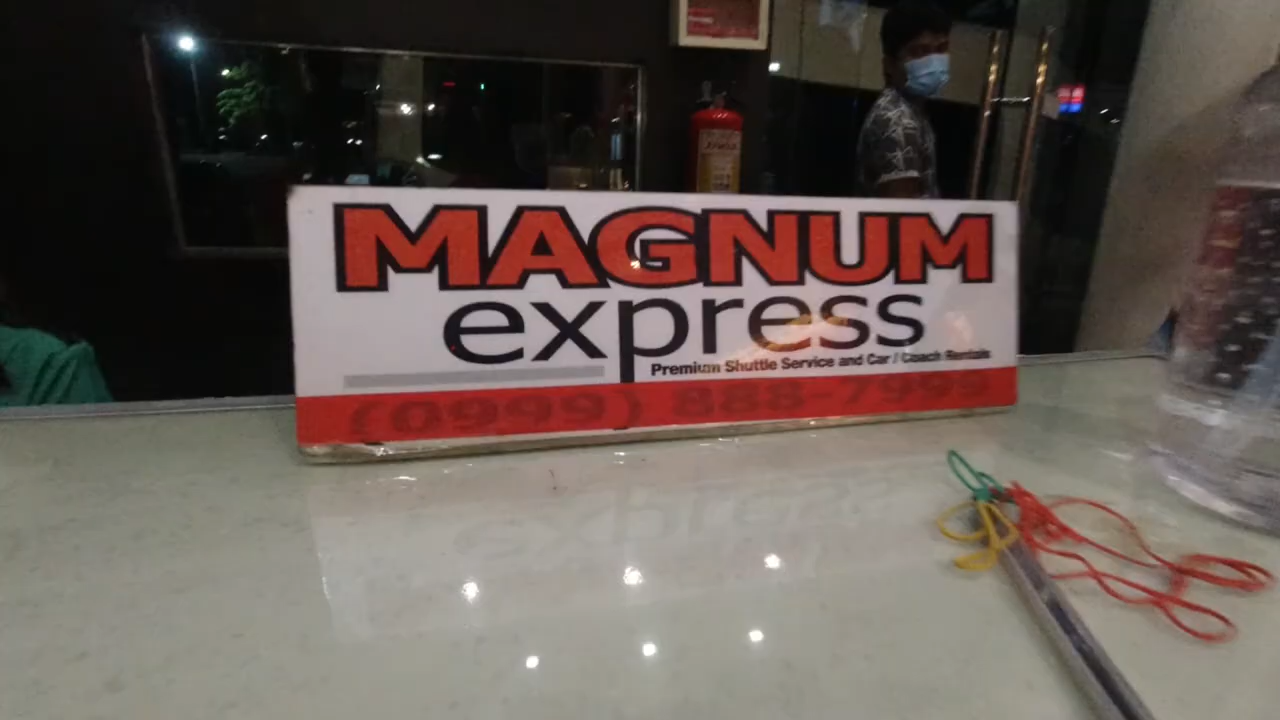 MAGNUM
express
Premium Shuttle Service and Car / Coach Rentals
(0999) 888-7999